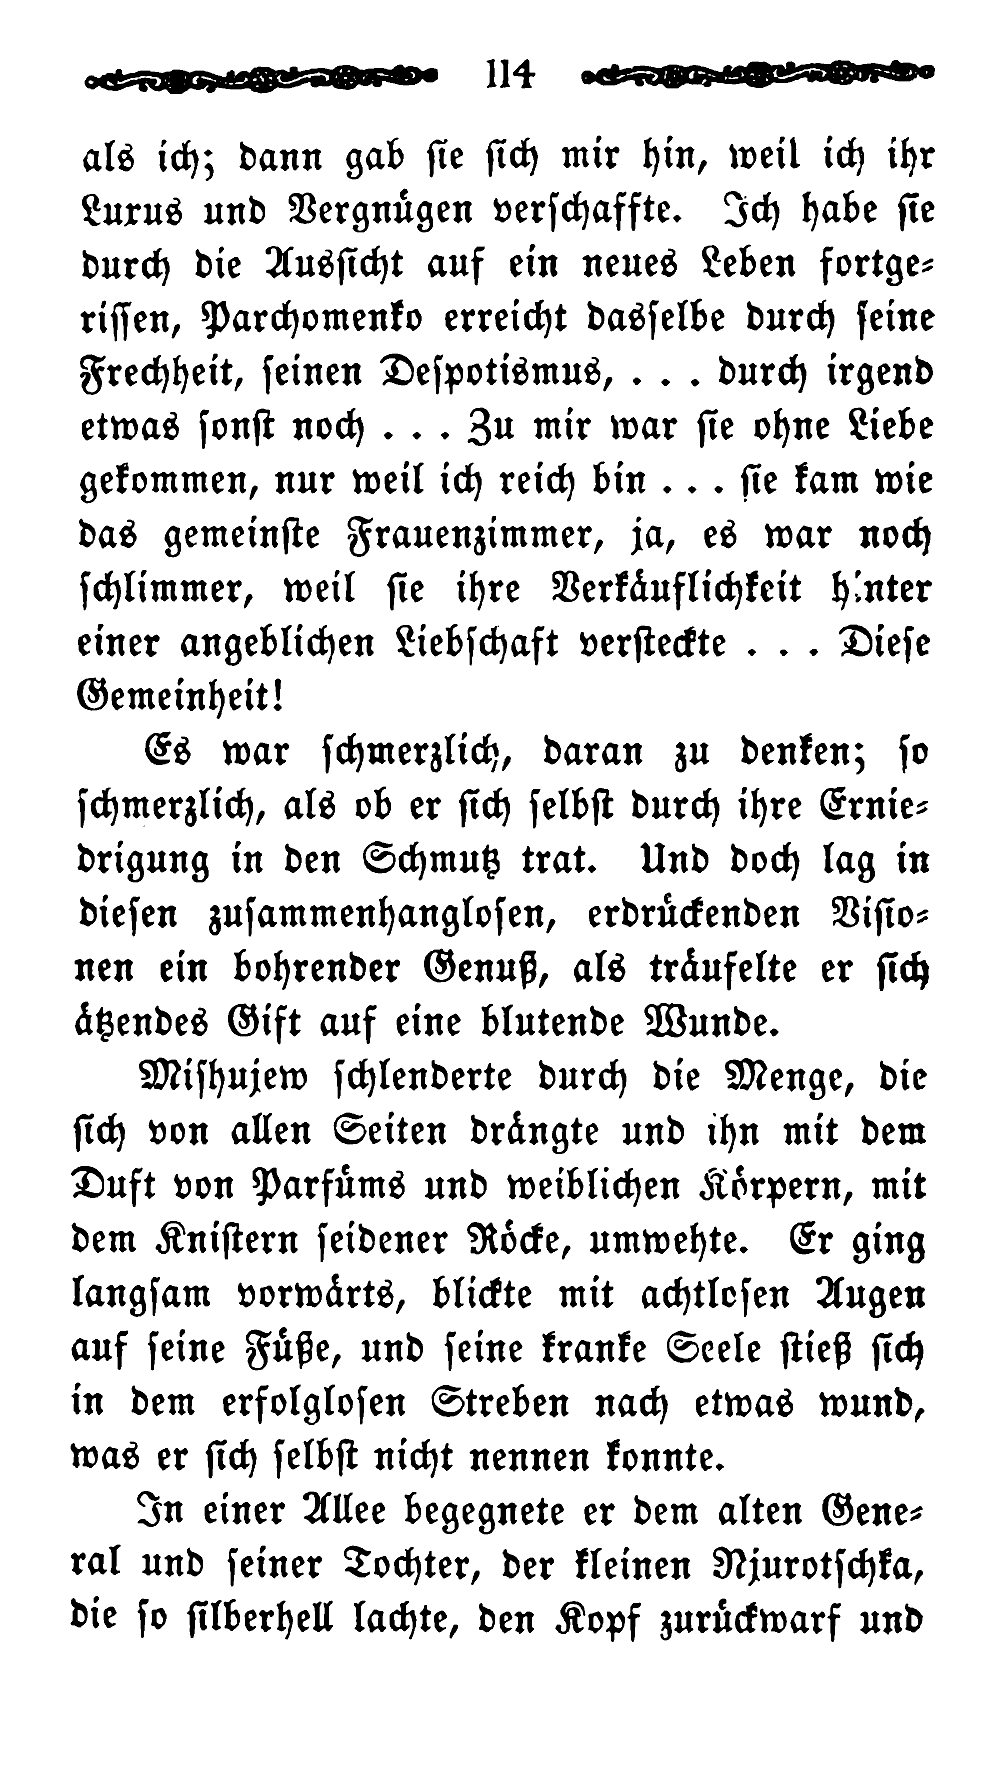 114
als ich; dann gab sie sich mir hin, weil ich ihr
Luxus und Vergnügen verschaffte. Ich habe sie
durch die Aussicht auf ein neues Leben fortge-
rissen, Parchomenko erreicht dasselbe durch seine
Frechheit, seinen Despotismus, . . . durch irgend
etwas sonst noch . . . Zu mir war sie ohne Liebe
gekommen, nur weil ich reich bin . . . sie kam wie
das gemeinste Frauenzimmer, ja, es war noch
schlimmer, weil sie ihre Verkäuflichkeit hinter
einer angeblichen Liebschaft versteckte . . . Diese
Gemeinheit!
Es war schmerzlich, daran zu denken; so
schmerzlich, als ob er sich selbst durch ihre Ernie-
drigung in den Schmutz trat. Und doch lag in
diesen zusammenhanglosen, erdrückenden Visio-
nen ein bohrender Genuß, als träufelte er sich
ätzendes Gift auf eine blutende Wunde.
Mishujew schlenderte durch die Menge, die
sich von allen Seiten drängte und ihn mit dem
Duft von Parfüms und weiblichen Körpern, mit
dem Knistern seidener Röcke, umwehte. Er ging
langsam vorwärts, blickte mit achtlosen Augen
auf seine Füße, und seine kranke Seele stieß sich
in dem erfolglosen Streben nach etwas wund,
was er sich selbst nicht nennen konnte.
In einer Allee begegnete er dem alten Gene-
ral und seiner Tochter, der kleinen Njurotschka,
die so silberhell lachte, den Kopf zurückwarf und